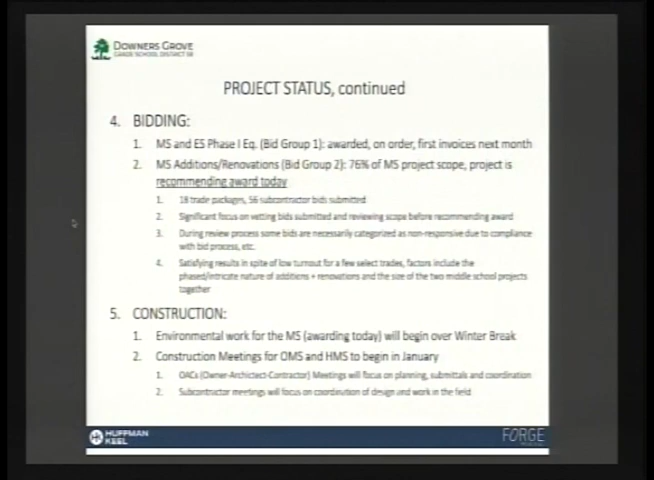 DOWNERS GROVE
GRADE SCHOOL DISTRICT 58
PROJECT STATUS, continued
4. BIDDING:
1. MS and ES Phase I Eq. (Bid Group 1): awarded, on order, first invoices next month
2. MS Additions/Renovations (Bid Group 2): 76% of MS project scope, project is
recommending award today
1. 18 trade packages, 56 subcontractor bids submitted
2. Significant focus on vetting bids submitted and reviewing scope before recommending award
3. During review process some bids are necessarily categorized as non-responsive due to compliance
with bid process, etc.
4. Satisfying results in spite of low turnout for a few select trades, factors include the
phased/intricate nature of additions + renovations and the size of the two middle school projects
together
5. CONSTRUCTION:
1. Environmental work for the MS (awarding today) will begin over Winter Break
2. Construction Meetings for OMS and HMS to begin in January
1. OACs (Owner-Architect-Contractor) Meetings will focus on planning, submittals and coordination
2. Subcontractor meetings will focus on coordination of design and work in the field
HUFFMAN
KEEL
FORGE